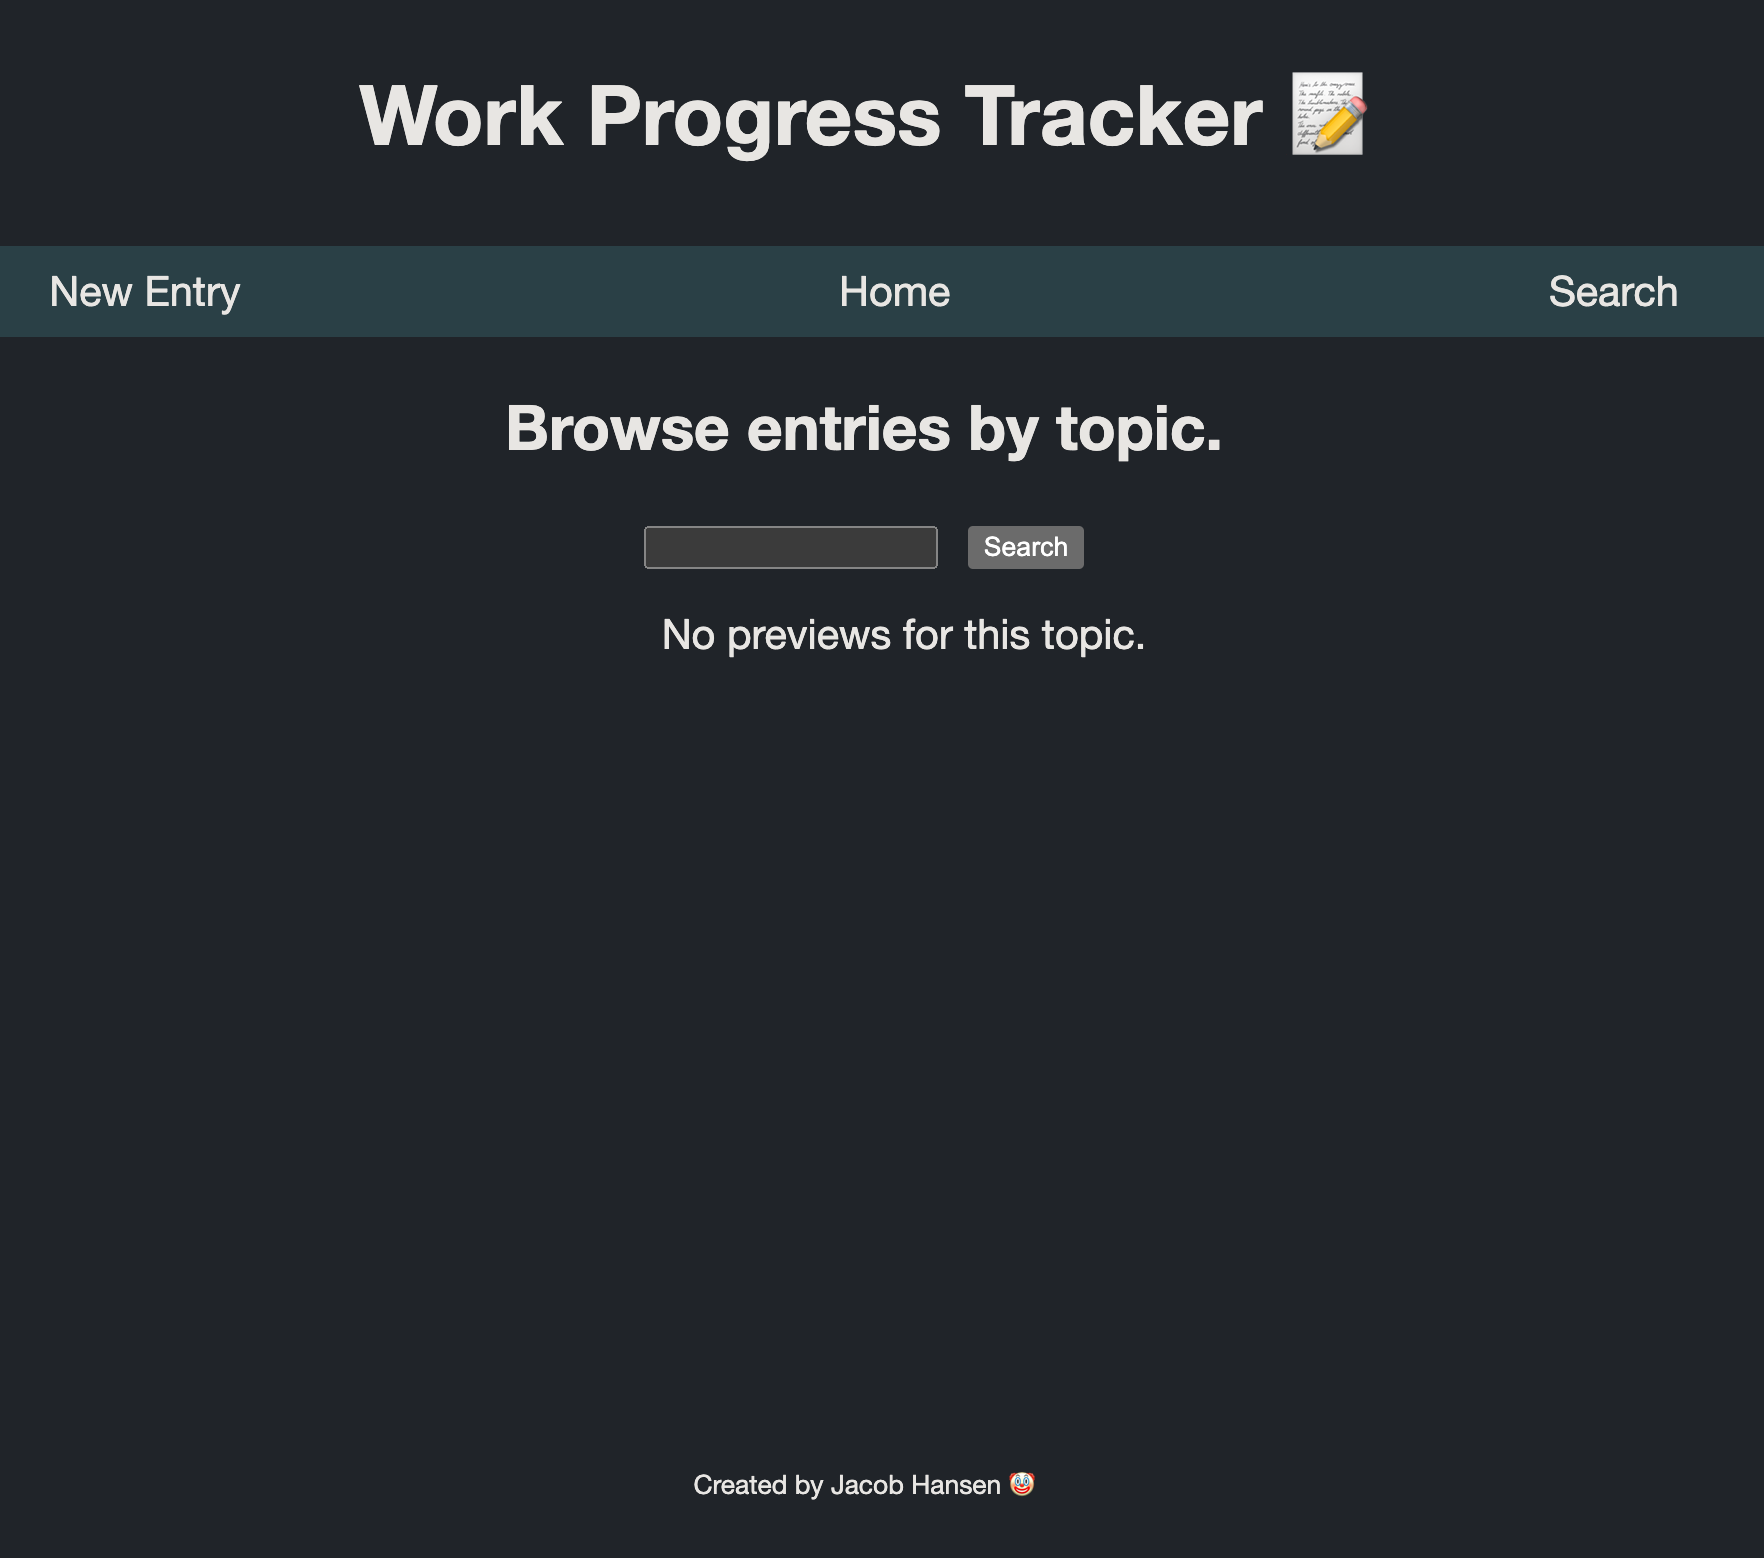 Work Progress Tracker 📝
New Entry Home Search
Browse entries by topic.
Search
No previews for this topic.
Created by Jacob Hansen 🤡